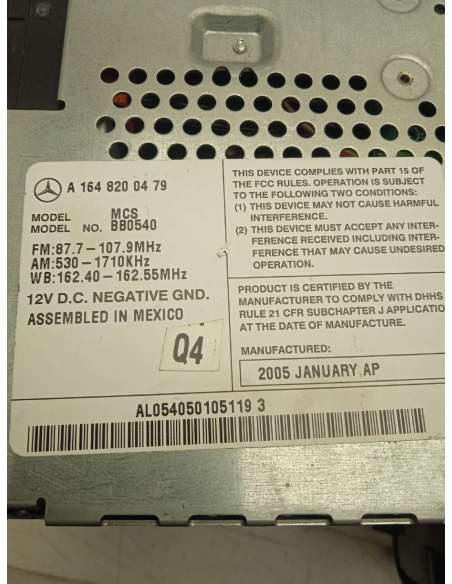 A 164 820 04 79
MODEL MCS
MODEL NO. BB0540
FM:87.7-107.9MHz
AM:530-1710KHz
WB:162.40-162.55MHz
12V D.C. NEGATIVE GND.
ASSEMBLED IN MEXICO
Q4
THIS DEVICE COMPLIES WITH PART 15 OF
THE FCC RULES. OPERATION IS SUBJECT
TO THE FOLLOWING TWO CONDITIONS:
(1) THIS DEVICE MAY NOT CAUSE HARMFUL
INTERFERENCE.
(2) THIS DEVICE MUST ACCEPT ANY INTER-
FERENCE RECEIVED INCLUDING INTER-
FERENCE THAT MAY CAUSE UNDESIRED
OPERATION.
PRODUCT IS CERTIFIED BY THE
MANUFACTURER TO COMPLY WITH DHHS
RULE 21 CFR SUBCHAPTER J APPLICATIO
AT THE DATE OF MANUFACTURE.
MANUFACTURED:
2005 JANUARY AP
AL054050105119 3